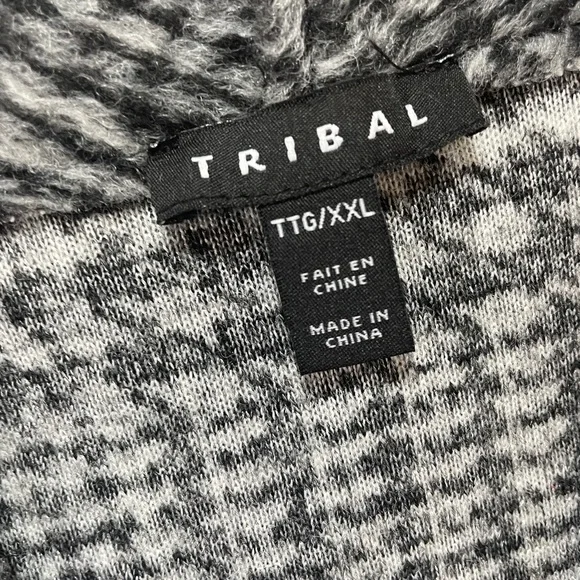 TRIBAL
TTG/XXL
FAIT EN
CHINE
MADE IN
CHINA